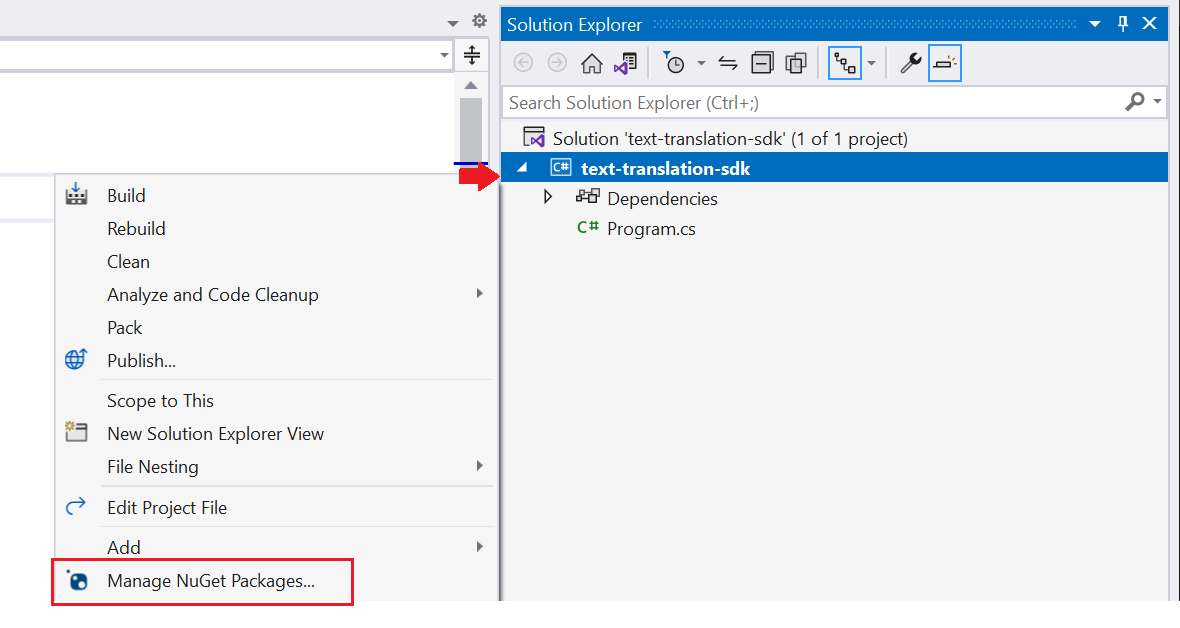 Solution Explorer
Search Solution Explorer (Ctrl+;)
Solution 'text-translation-sdk' (1 of 1 project)
C# text-translation-sdk
Dependencies
C# Program.cs
Build
Rebuild
Clean
Analyze and Code Cleanup
Pack
Publish...
Scope to This
New Solution Explorer View
File Nesting
Edit Project File
Add
Manage NuGet Packages...